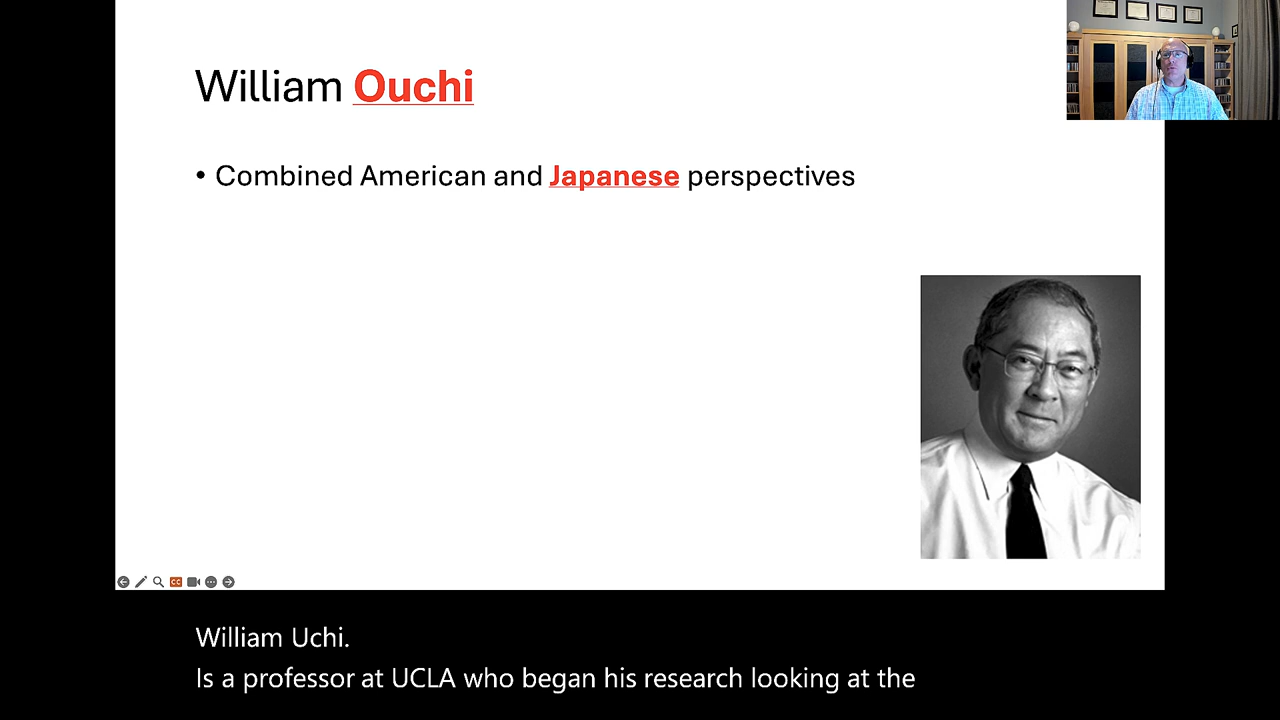 William Ouchi
• Combined American and Japanese perspectives
CC
William Uchi.
Is a professor at UCLA who began his research looking at the